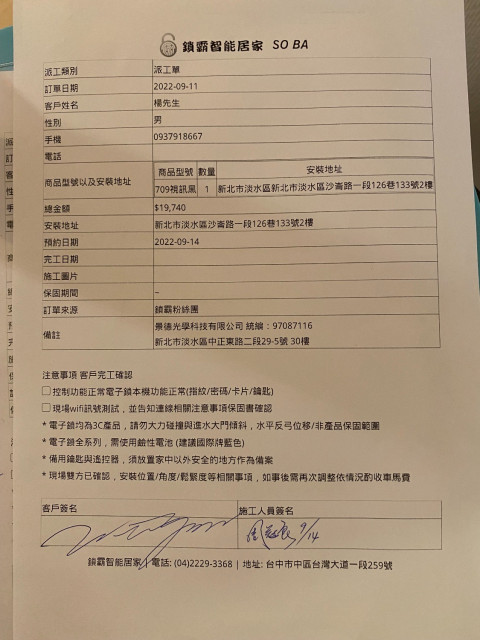 鎖霸智能居家 SO BA
派工類別 派工單
訂單日期 2022-09-11
客戶姓名 楊先生
性別 男
手機 0937918667
電話
商品型號以及安裝地址
商品型號 數量 安裝地址
709視訊黑 1 新北市淡水區新北市淡水區沙崙路一段126巷133號2樓
總金額 $19,740
安裝地址 新北市淡水區沙崙路一段126巷133號2樓
預約日期 2022-09-14
完工日期
施工圖片
保固期間 –
訂單來源 鎖霸粉絲團
備註
景德光學科技有限公司 統編：97087116
新北市淡水區中正東路二段29-5號 30樓
注意事項 客戶完工確認
☐ 控制功能正常電子鎖本機功能正常(指紋/密碼/卡片/鑰匙)
☐ 現場wifi訊號測試，並告知連線相關注意事項保固書確認
* 電子鎖均為3C產品，請勿大力碰撞與進水大門傾斜，水平反弓位移/非產品保固範圍
* 電子鎖全系列，需使用鹼性電池 (建議國際牌藍色)
* 備用鑰匙與遙控器，須放置家中以外安全的地方作為備案
* 現場雙方已確認，安裝位置/角度/鬆緊度等相關事項，如事後需再次調整依情況酌收車馬費
客戶簽名 施工人員簽名
9/14
鎖霸智能居家 | 電話: (04)2229-3368 | 地址: 台中市中區台灣大道一段259號